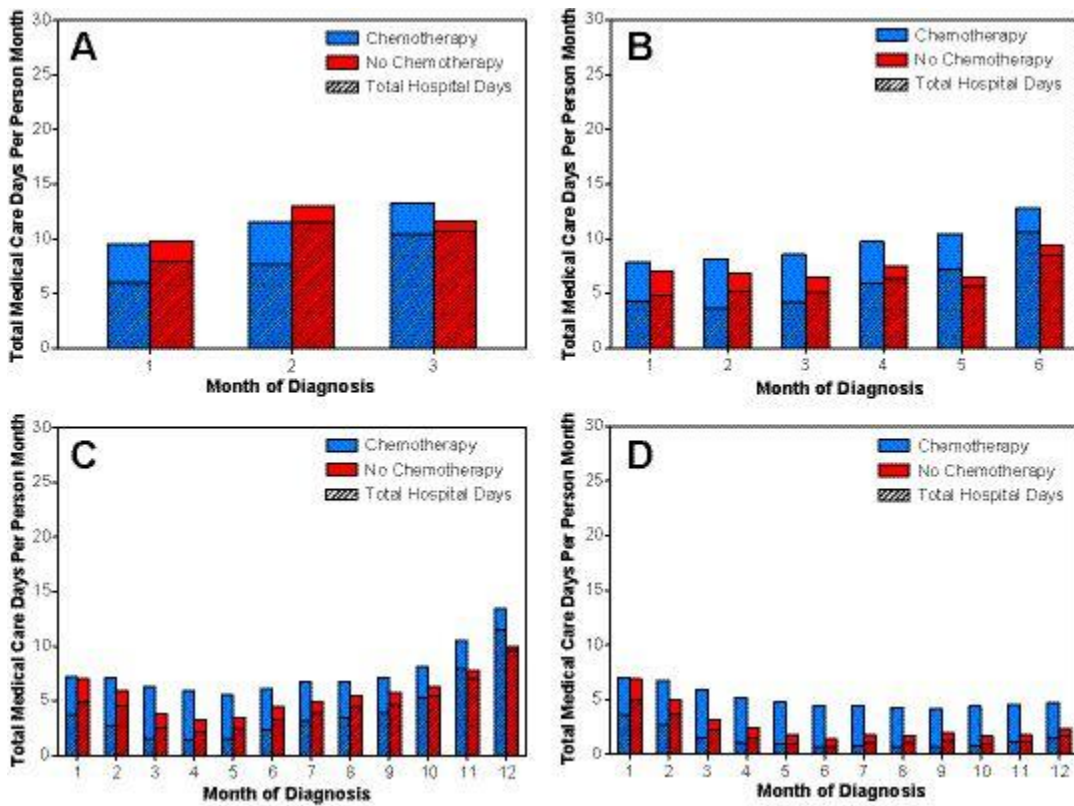 A
Chemotherapy
No Chemotherapy
Total Hospital Days
Total Medical Care Days Per Person Month
30
25
20
15
10
5
0
1 2 3
Month of Diagnosis
B
Chemotherapy
No Chemotherapy
Total Hospital Days
Total Medical Care Days Per Person Month
30
25
20
15
10
5
0
1 2 3 4 5 6
Month of Diagnosis
C
Chemotherapy
No Chemotherapy
Total Hospital Days
Total Medical Care Days Per Person Month
30
25
20
15
10
5
0
1 2 3 4 5 6 7 8 9 10 11 12
Month of Diagnosis
D
Chemotherapy
No Chemotherapy
Total Hospital Days
Total Medical Care Days Per Person Month
30
25
20
15
10
5
0
1 2 3 4 5 6 7 8 9 10 11 12
Month of Diagnosis